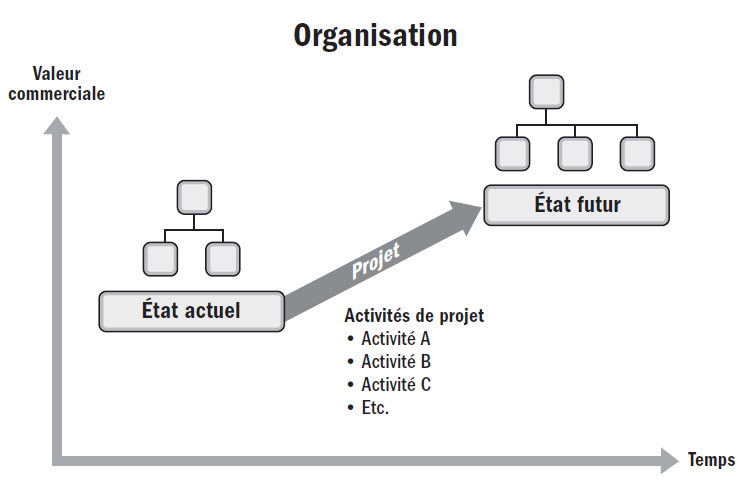 Organisation
Valeur
commerciale
État futur
Projet
État actuel
Activités de projet
• Activité A
• Activité B
• Activité C
• Etc.
Temps